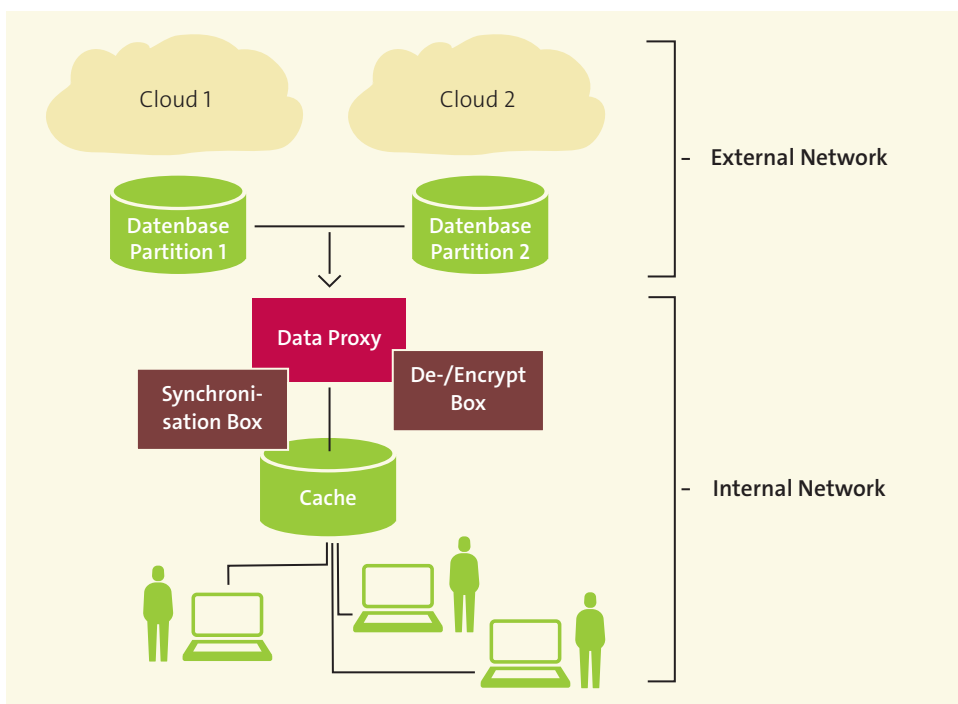 Cloud 1
Cloud 2
External Network
Datenbase
Partition 1
Datenbase
Partition 2
Data Proxy
De-/Encrypt
Box
Synchroni-
sation Box
Cache
Internal Network